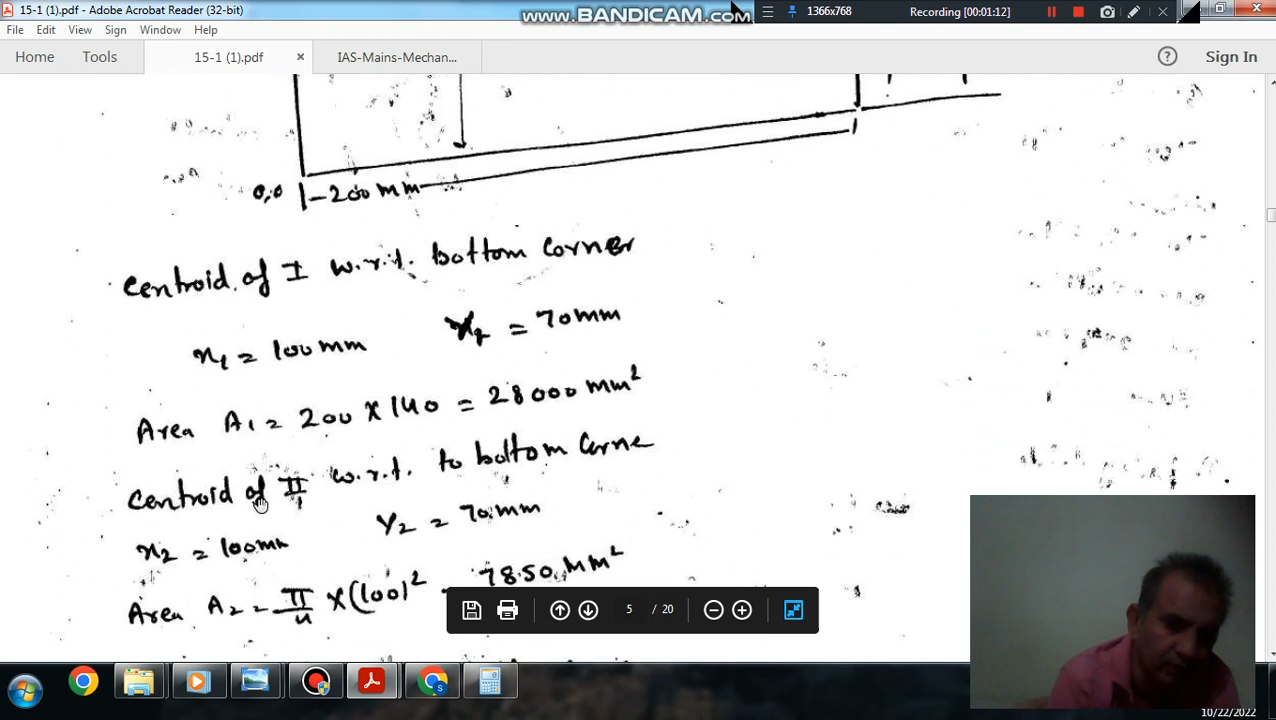 15-1 (1).pdf - Adobe Acrobat Reader (32-bit)
www.BANDICAM.com
1366x768
Recording [00:01:12]
File Edit View Sign Window Help
Home Tools 15-1 (1).pdf × IAS-Mains-Mechan... Sign In
0,0 200 mm
Centroid of I w.r.t. bottom Corner
x1 = 100mm = 70mm
Area A1 = 200 x 140 = 28000 mm²
Centroid of II w.r.t. to bottom Corne
x2 = 100mm Y2 = 70mm
Area A2 = π/4 x (100)² = 7850 mm²
5 / 20
10/22/2022